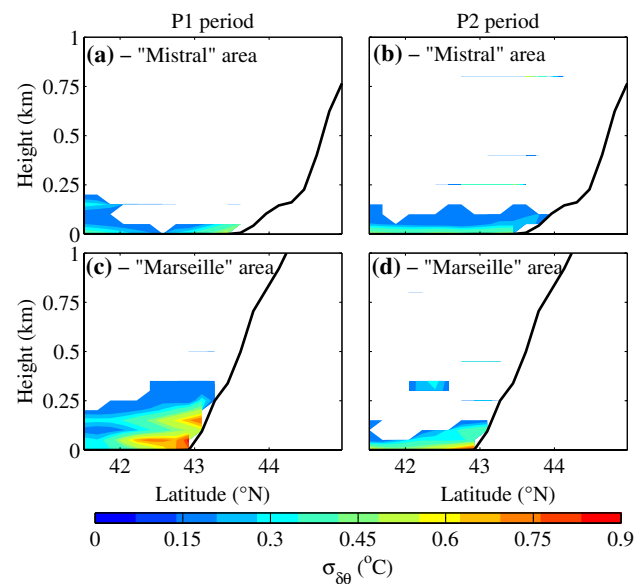 P1 period
P2 period
(a) – "Mistral" area
(b) – "Mistral" area
1
0.75
0.5
0.25
0
Height (km)
(c) – "Marseille" area
(d) – "Marseille" area
1
0.75
0.5
0.25
0
Height (km)
42 43 44
42 43 44
Latitude (°N)
Latitude (°N)
0 0.15 0.3 0.45 0.6 0.75 0.9
σδθ (°C)